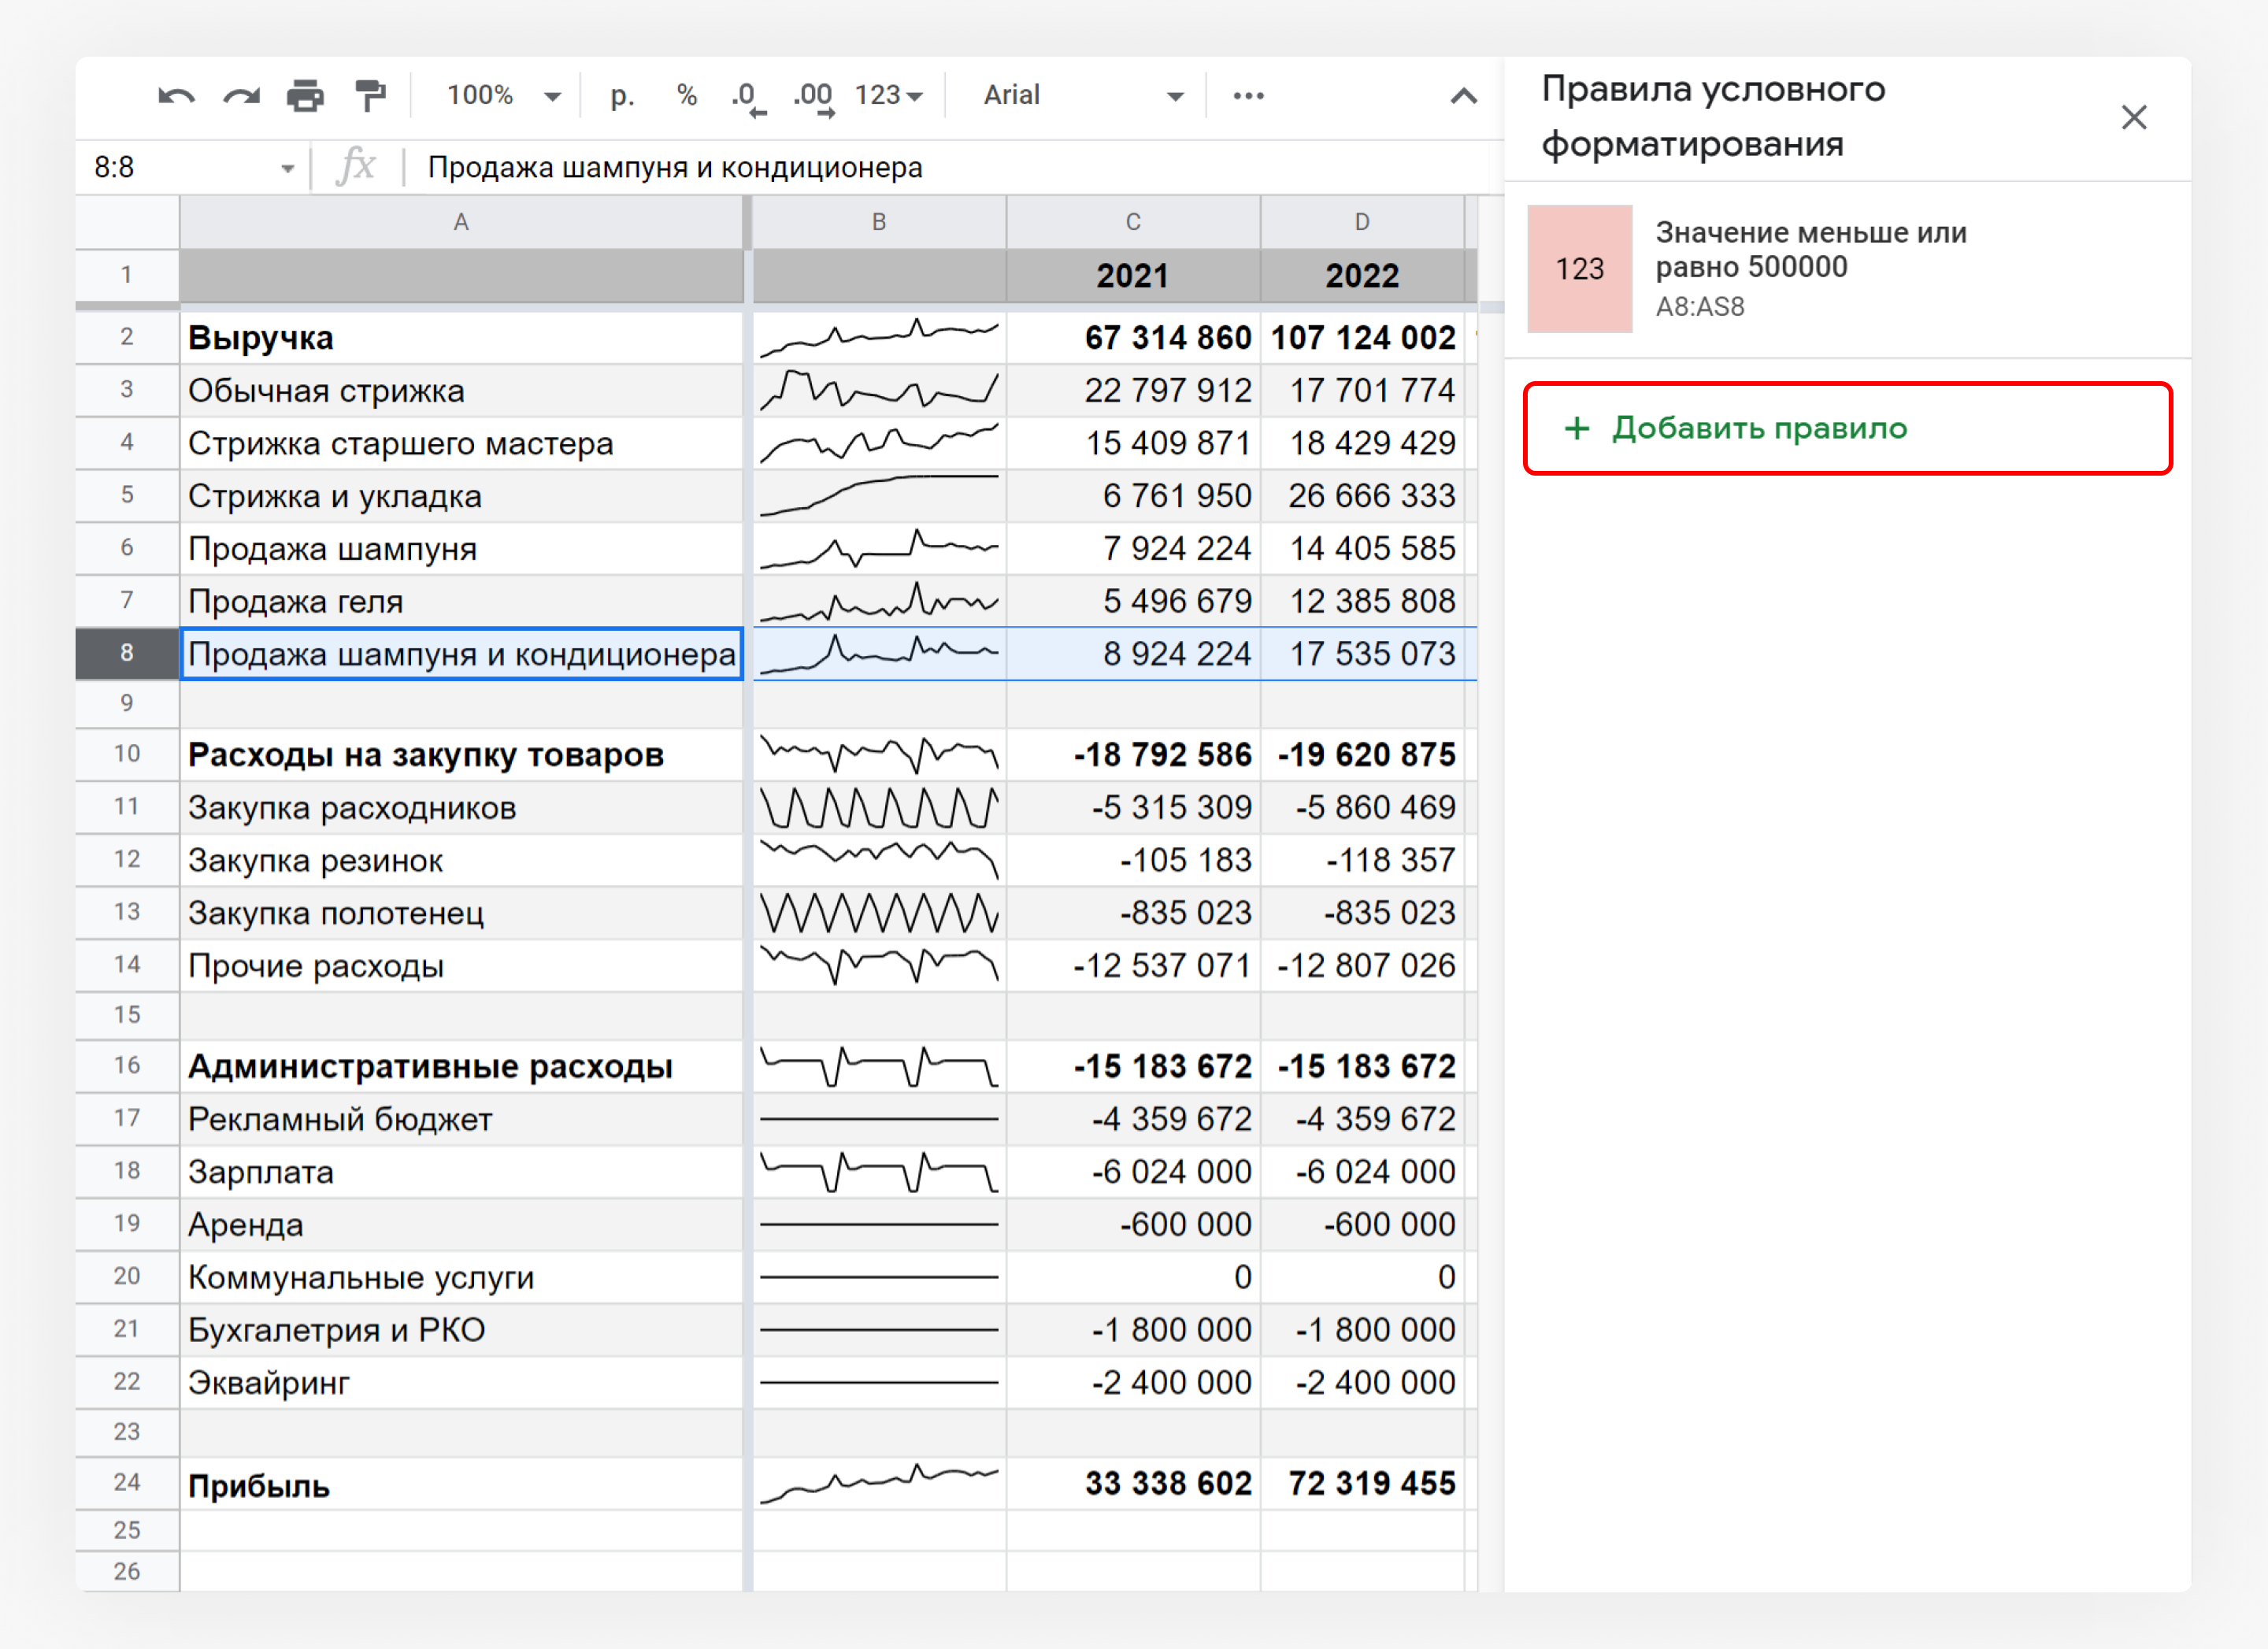 100% р. % .0 .00 123 Arial
Правила условного
форматирования
8:8 fx Продажа шампуня и кондиционера
A B C D
123
Значение меньше или
равно 500000
A8:AS8
+ Добавить правило
1 2021 2022
2 Выручка 67 314 860 107 124 002
3 Обычная стрижка 22 797 912 17 701 774
4 Стрижка старшего мастера 15 409 871 18 429 429
5 Стрижка и укладка 6 761 950 26 666 333
6 Продажа шампуня 7 924 224 14 405 585
7 Продажа геля 5 496 679 12 385 808
8 Продажа шампуня и кондиционера 8 924 224 17 535 073
9
10 Расходы на закупку товаров -18 792 586 -19 620 875
11 Закупка расходников -5 315 309 -5 860 469
12 Закупка резинок -105 183 -118 357
13 Закупка полотенец -835 023 -835 023
14 Прочие расходы -12 537 071 -12 807 026
15
16 Административные расходы -15 183 672 -15 183 672
17 Рекламный бюджет -4 359 672 -4 359 672
18 Зарплата -6 024 000 -6 024 000
19 Аренда -600 000 -600 000
20 Коммунальные услуги 0 0
21 Бухгалетрия и РКО -1 800 000 -1 800 000
22 Эквайринг -2 400 000 -2 400 000
23
24 Прибыль 33 338 602 72 319 455
25
26